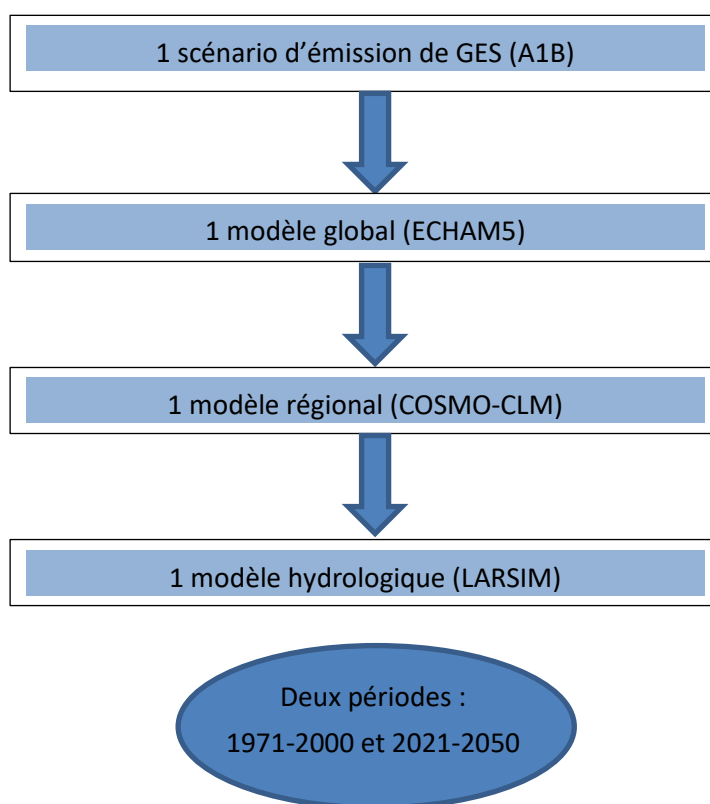 1 scénario d’émission de GES (A1B)
1 modèle global (ECHAM5)
1 modèle régional (COSMO-CLM)
1 modèle hydrologique (LARSIM)
Deux périodes :
1971-2000 et 2021-2050